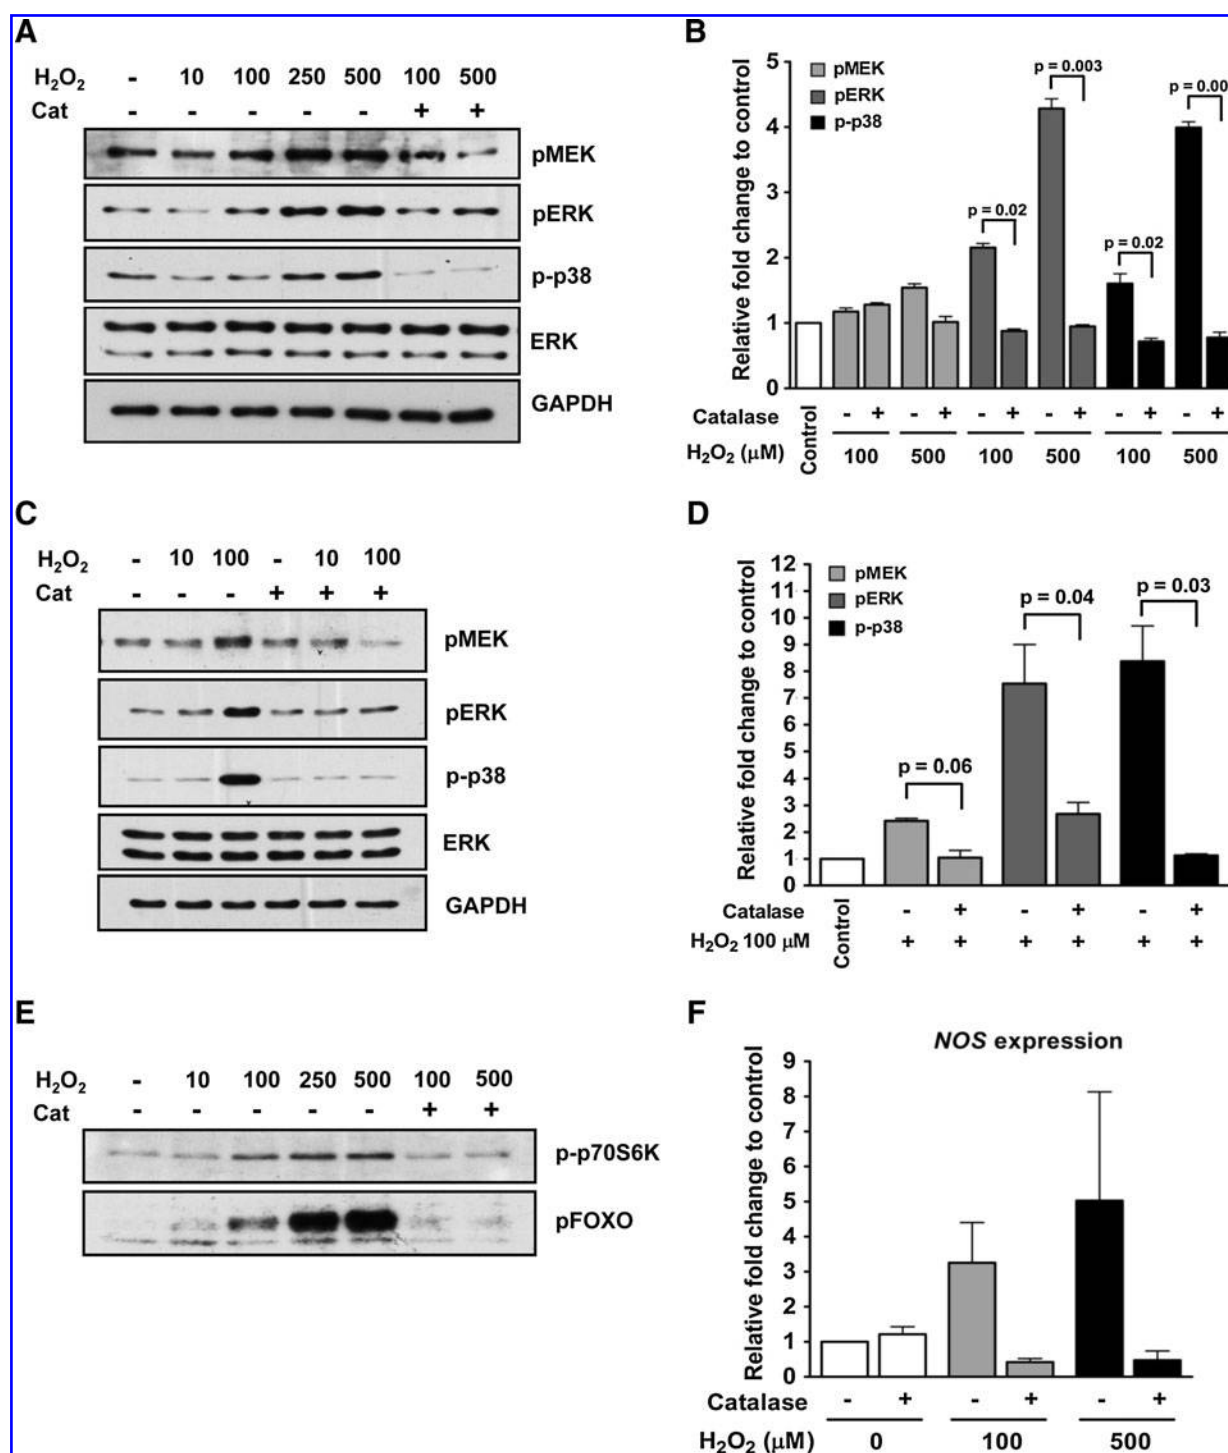 A
H₂O₂ - 10 100 250 500 100 500
Cat - - - - - + +
pMEK
pERK
p-p38
ERK
GAPDH
B
pMEK
pERK
p-p38
Relative fold change to control
5
4
3
2
1
0
p = 0.02
p = 0.003
p = 0.02
p = 0.00
Catalase - + - + - + - + - + - +
H₂O₂ (μM) 100 500 100 500 100 500
Control
C
H₂O₂ - 10 100 - 10 100
Cat - - - + + +
pMEK
pERK
p-p38
ERK
GAPDH
D
pMEK
pERK
p-p38
Relative fold change to control
12
11
10
9
8
7
6
5
4
3
2
1
0
p = 0.06
p = 0.04
p = 0.03
Catalase - + - + - +
H₂O₂ 100 μM + + + + + +
Control
E
H₂O₂ - 10 100 250 500 100 500
Cat - - - - - + +
p-p70S6K
pFOXO
F
NOS expression
Relative fold change to control
9
8
7
6
5
4
3
2
1
0
Catalase - + - + - +
H₂O₂ (μM) 0 100 500